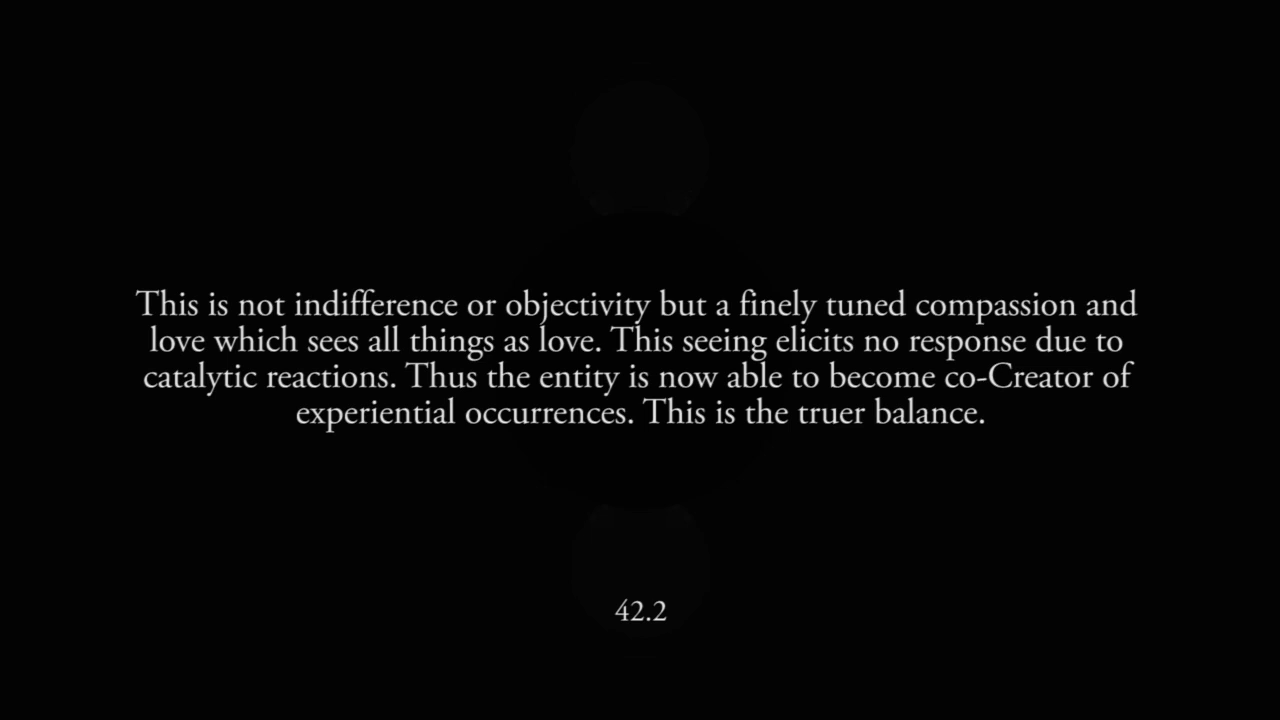 This is not indifference or objectivity but a finely tuned compassion and
love which sees all things as love. This seeing elicits no response due to
catalytic reactions. Thus the entity is now able to become co-Creator of
experiential occurrences. This is the truer balance.
42.2